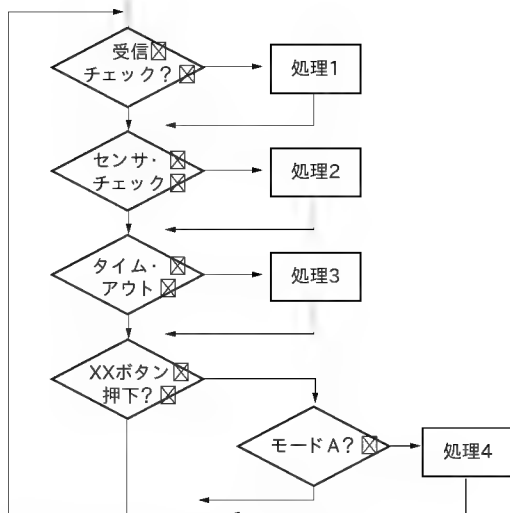 受信
チェック？
処理1
センサ・
チェック
処理2
タイム・
アウト
処理3
XXボタン
押下？
モードA？
処理4